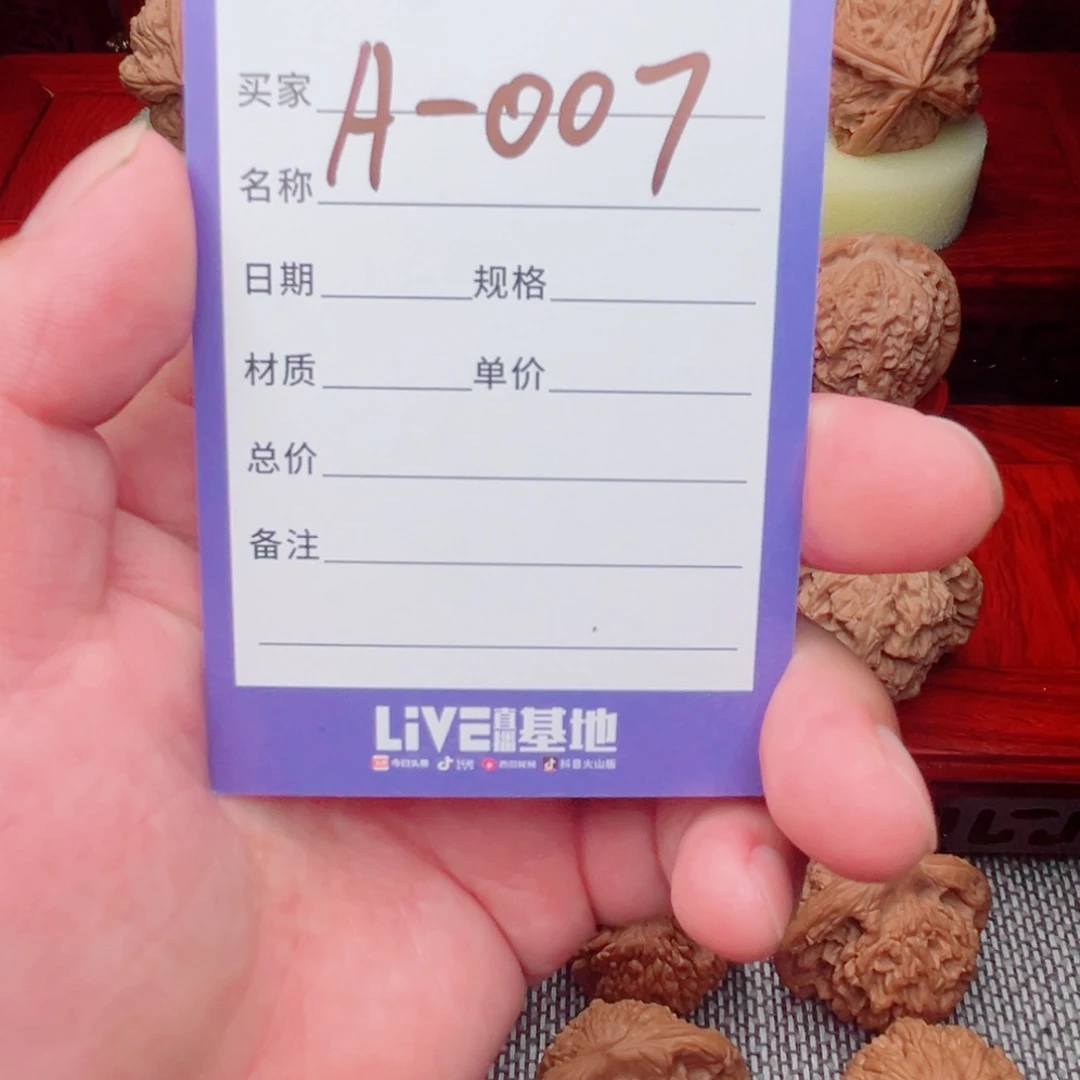 买家 A-007
名称
日期 规格
材质 单价
总价
备注
LiVE直播基地
今日头条 抖音 西瓜视频 抖音火山版